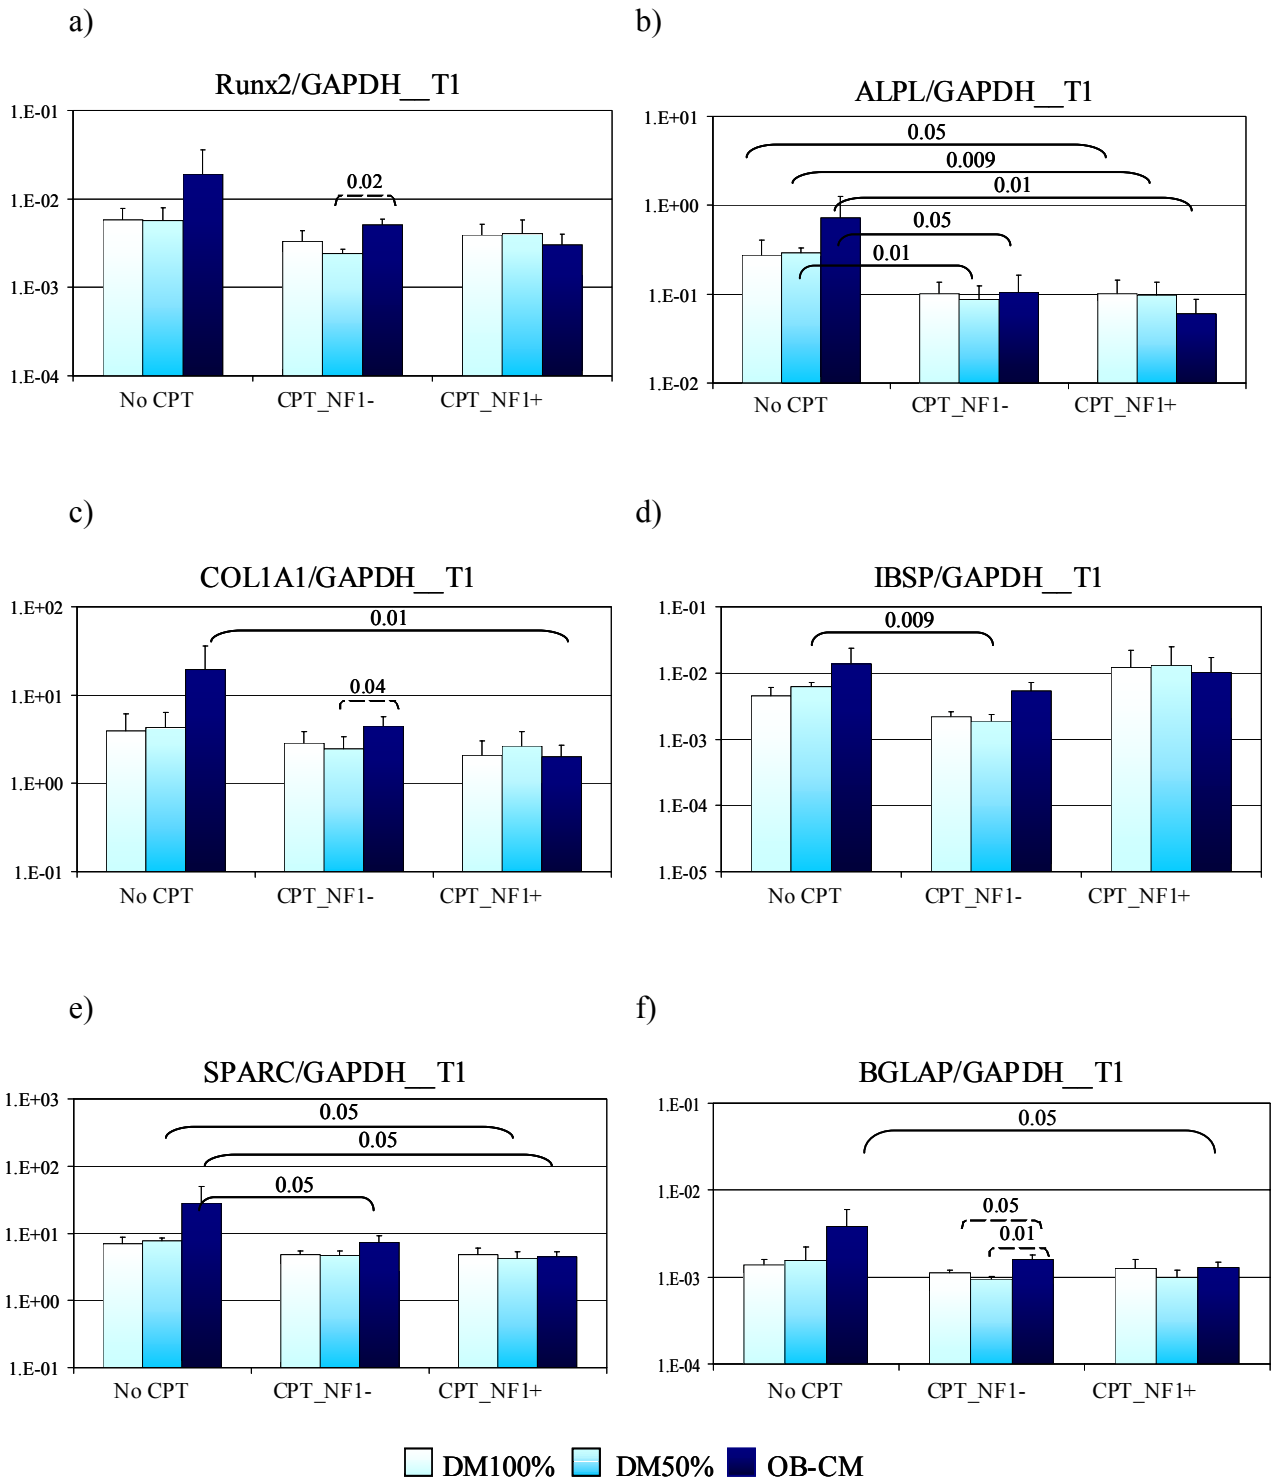 a)
Runx2/GAPDH__T1
1.E-01
1.E-02
1.E-03
1.E-04
0.02
No CPT CPT_NF1- CPT_NF1+
b)
ALPL/GAPDH__T1
1.E+01
1.E+00
1.E-01
1.E-02
0.05
0.009
0.01
0.05
0.01
No CPT CPT_NF1- CPT_NF1+
c)
COL1A1/GAPDH__T1
1.E+02
1.E+01
1.E+00
1.E-01
0.01
0.04
No CPT CPT_NF1- CPT_NF1+
d)
IBSP/GAPDH__T1
1.E-01
1.E-02
1.E-03
1.E-04
1.E-05
0.009
No CPT CPT_NF1- CPT_NF1+
e)
SPARC/GAPDH__T1
1.E+03
1.E+02
1.E+01
1.E+00
1.E-01
0.05
0.05
0.05
No CPT CPT_NF1- CPT_NF1+
f)
BGLAP/GAPDH__T1
1.E-01
1.E-02
1.E-03
1.E-04
0.05
0.05
0.01
No CPT CPT_NF1- CPT_NF1+
DM100% DM50% OB-CM